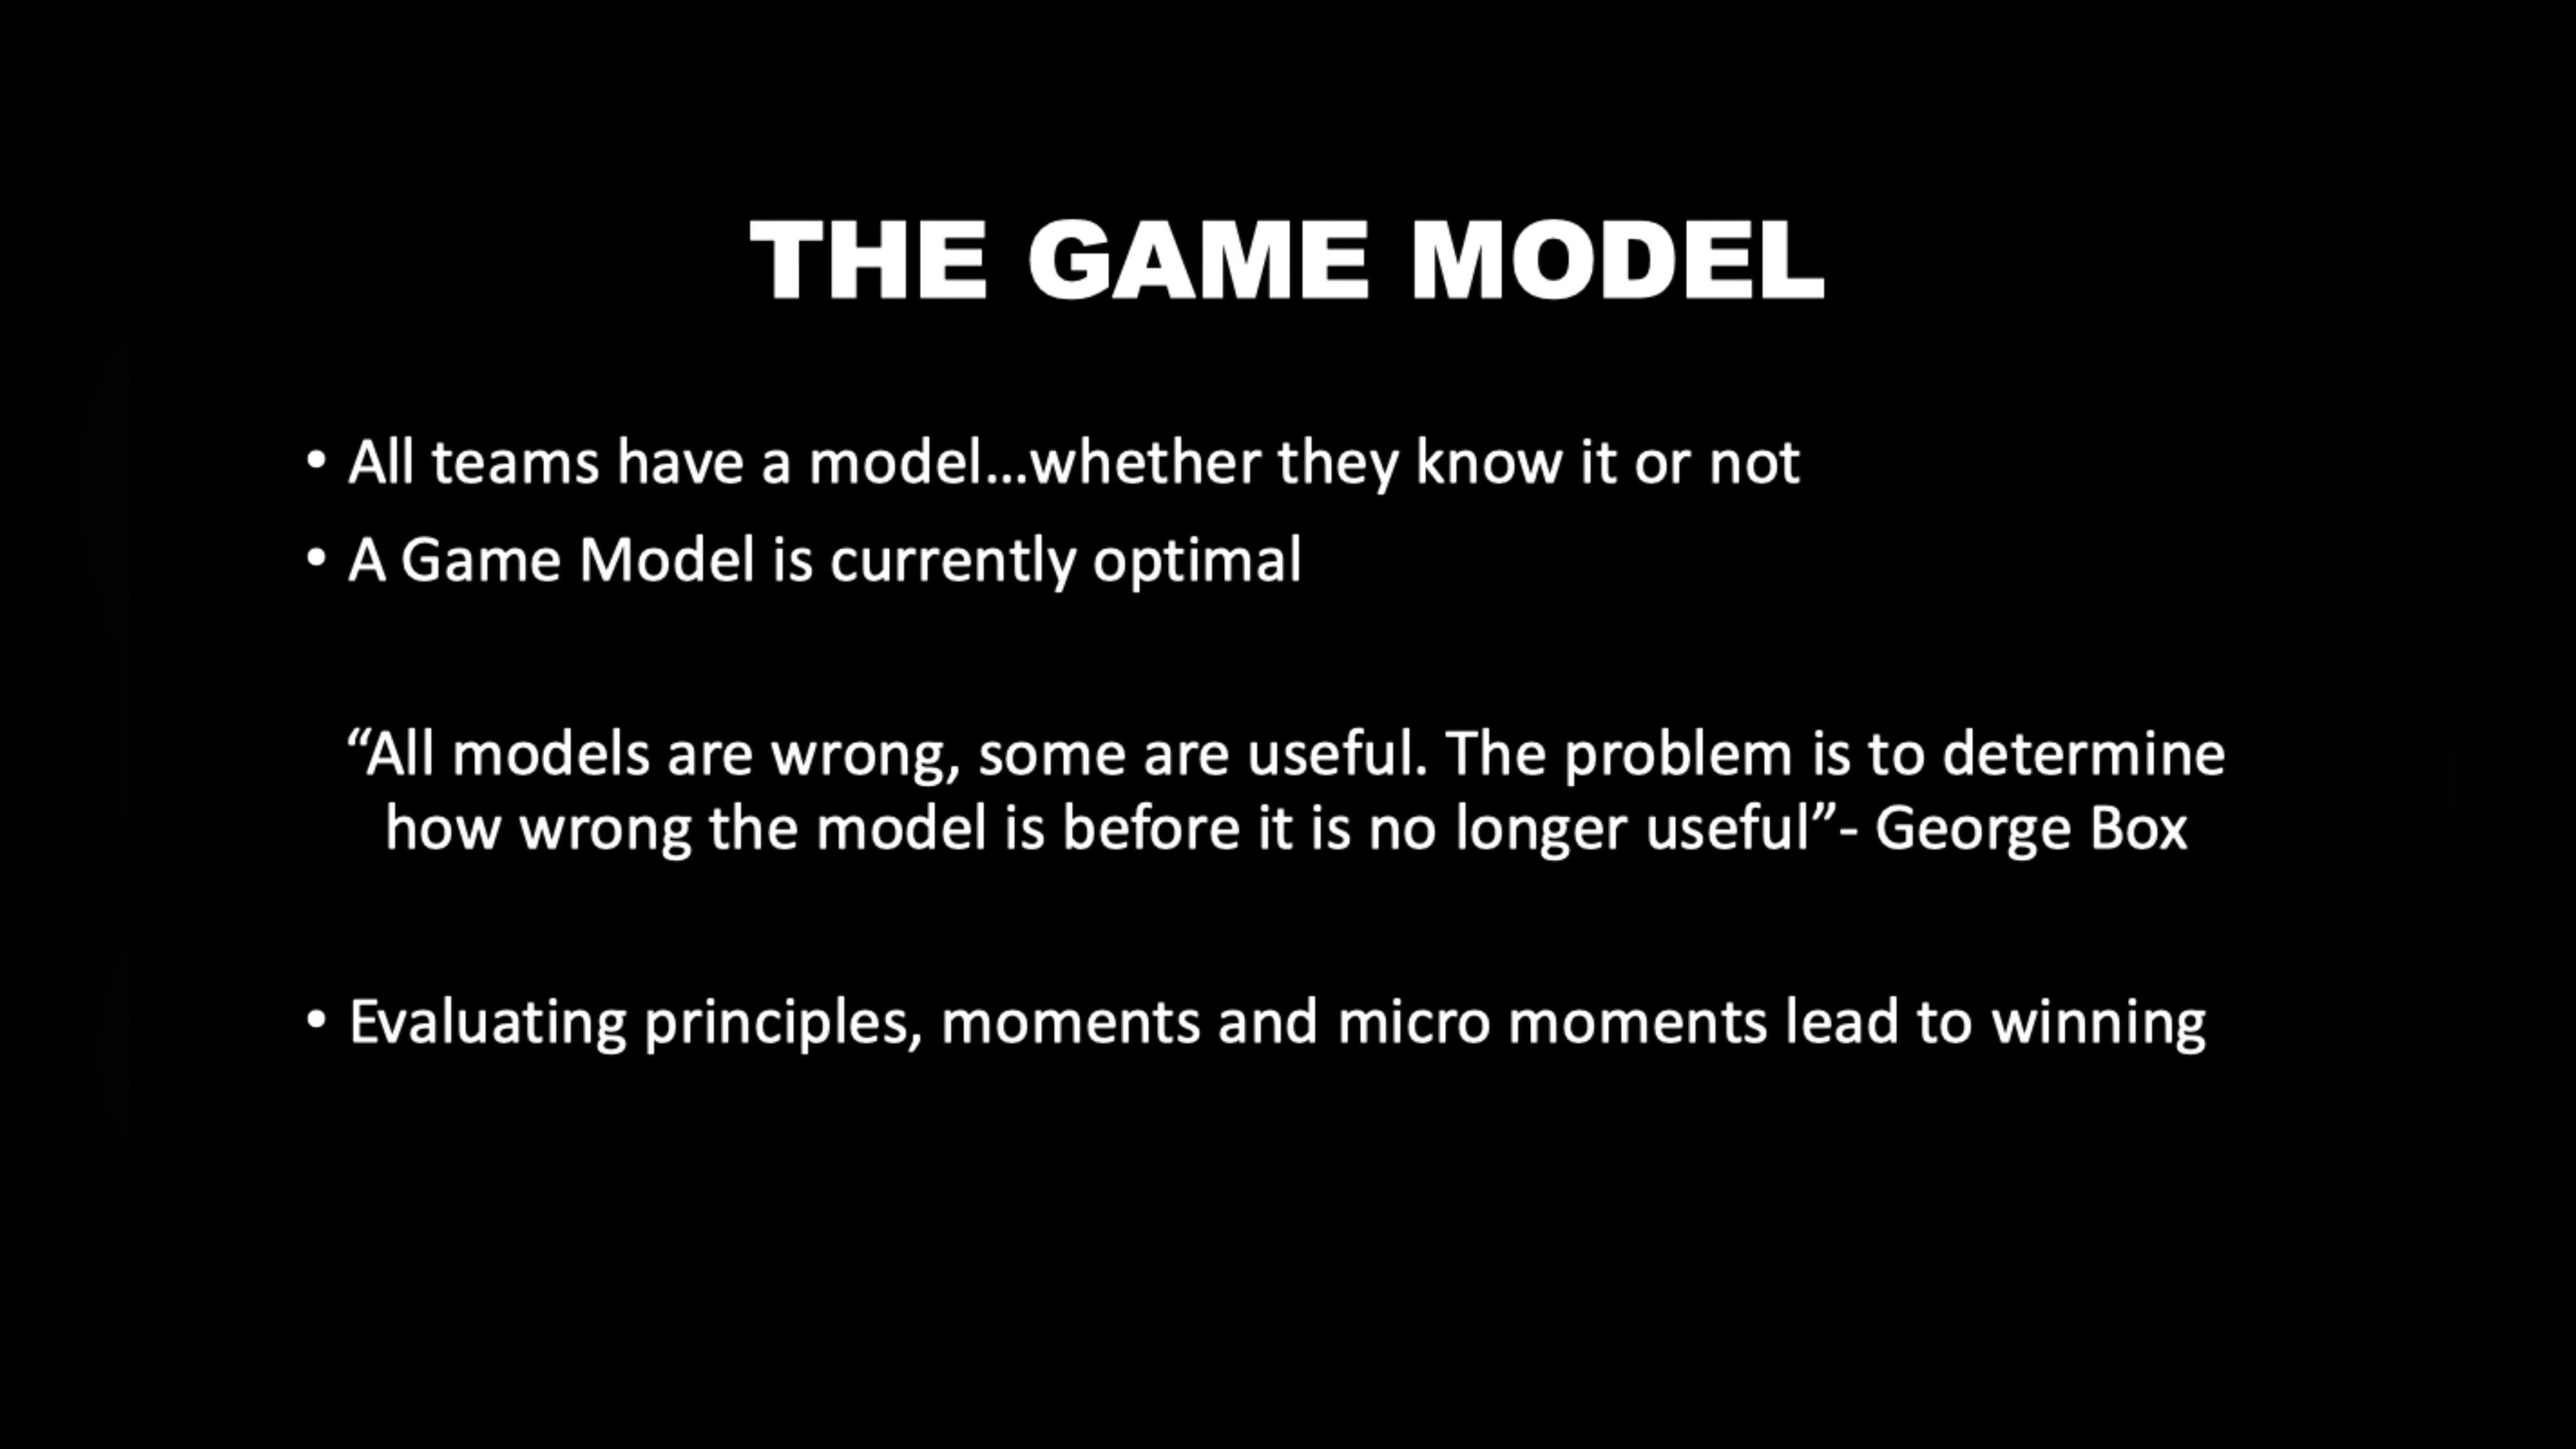 THE GAME MODEL
• All teams have a model...whether they know it or not
• A Game Model is currently optimal
“All models are wrong, some are useful. The problem is to determine
how wrong the model is before it is no longer useful”- George Box
• Evaluating principles, moments and micro moments lead to winning